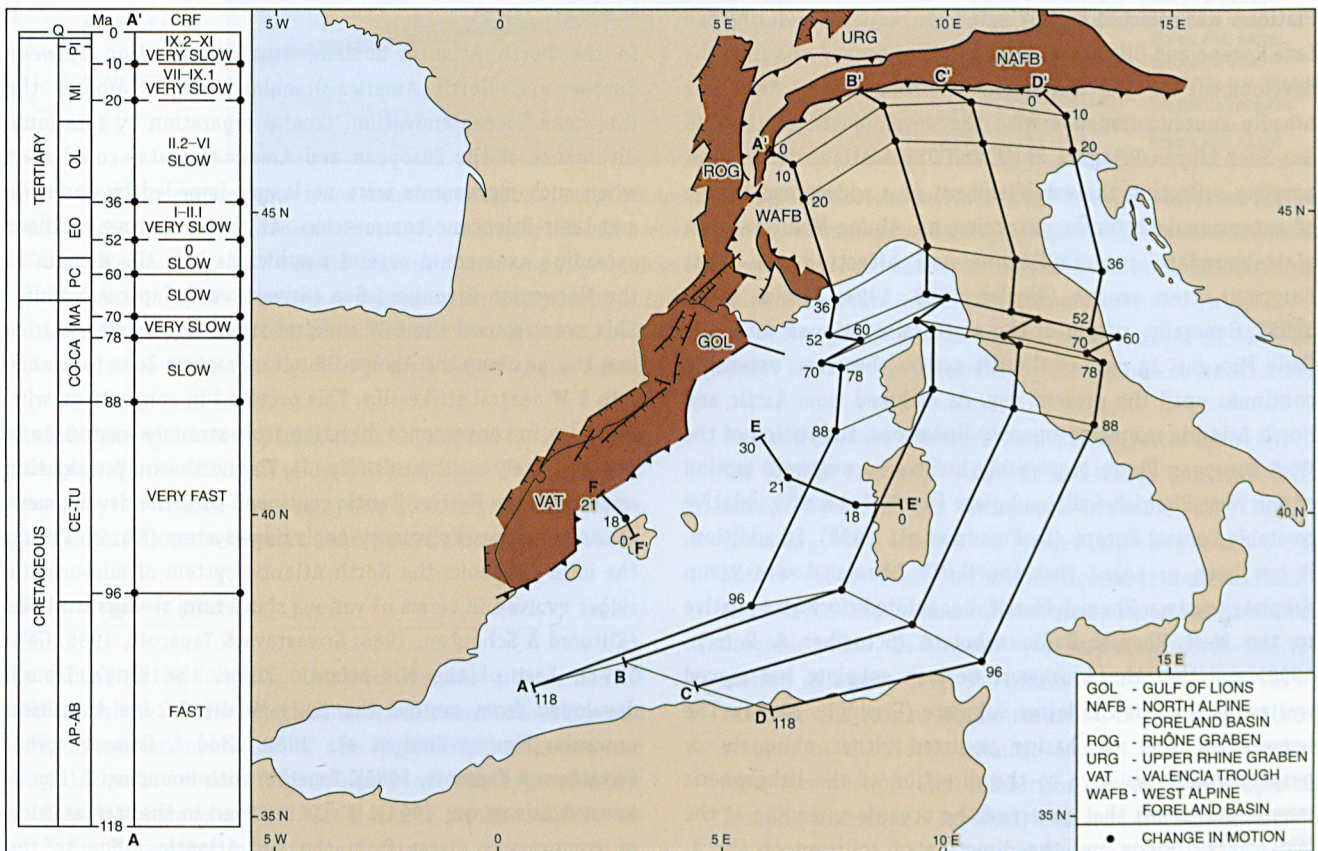 Ma A' CRF
Q 0
IX.2–XI
VERY SLOW
PI
10
VII–IX.1
VERY SLOW
MI
20
II.2–VI
SLOW
OL
TERTIARY
36
I–II.I
VERY SLOW
EO
52
0
SLOW
60
PC
SLOW
70
MA
VERY SLOW
78
SLOW
CO-CA
88
VERY FAST
CE-TU
CRETACEOUS
96
FAST
AP-AB
118
A
5 W 0 5 E 10 E 15 E
URG
NAFB
B' C' D'
0
10
A' 0
20
ROG
10
20
WAFB
45 N
45 N
36
36
52
60
52
60
GOL
70
70
78
78
88
88
E
30
21
E'
18
0
VAT
F
21
18
0
F'
40 N
40 N
96
15 E
96
A
B
118
C
D
118
GOL - GULF OF LIONS
NAFB - NORTH ALPINE
FORELAND BASIN
ROG - RHÔNE GRABEN
URG - UPPER RHINE GRABEN
VAT - VALENCIA TROUGH
WAFB - WEST ALPINE
FORELAND BASIN
● CHANGE IN MOTION
35 N
35 N
5 W 0 5 E 10 E